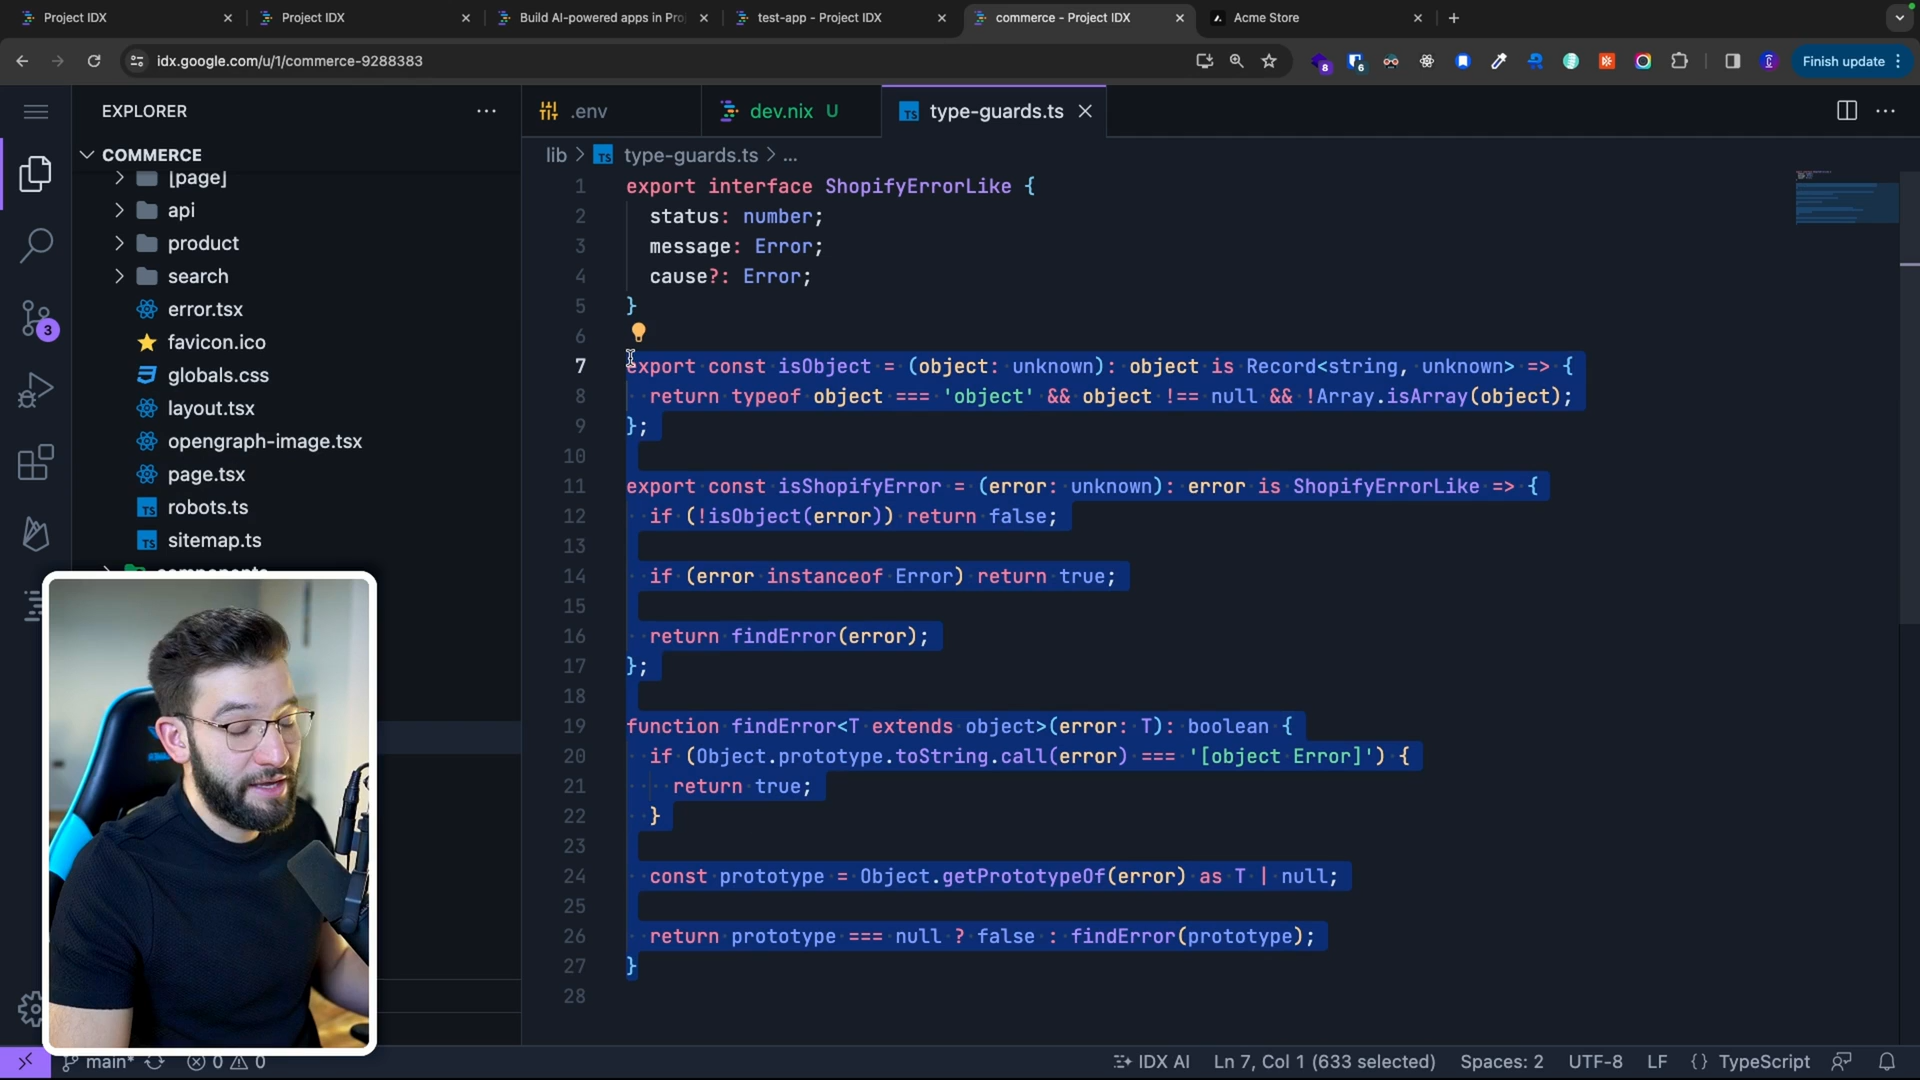 Project IDX
Project IDX
Build AI-powered apps in Pro
test-app - Project IDX
commerce - Project IDX
Acme Store
idx.google.com/u/1/commerce-9288383
8
6
Finish update
EXPLORER
.env
dev.nix U
type-guards.ts
COMMERCE
[page]
api
product
search
error.tsx
favicon.ico
globals.css
layout.tsx
opengraph-image.tsx
page.tsx
robots.ts
sitemap.ts
3
lib > TS type-guards.ts > ...
1 export interface ShopifyErrorLike {
2 status: number;
3 message: Error;
4 cause?: Error;
5 }
6
7 export const isObject = (object: unknown): object is Record<string, unknown> => {
8 return typeof object === 'object' && object !== null && !Array.isArray(object);
9 };
10
11 export const isShopifyError = (error: unknown): error is ShopifyErrorLike => {
12 if (!isObject(error)) return false;
13
14 if (error instanceof Error) return true;
15
16 return findError(error);
17 };
18
19 function findError<T extends object>(error: T): boolean {
20 if (Object.prototype.toString.call(error) === '[object Error]') {
21 return true;
22 }
23
24 const prototype = Object.getPrototypeOf(error) as T | null;
25
26 return prototype === null ? false : findError(prototype);
27 }
28
main*
0
0
IDX AI
Ln 7, Col 1 (633 selected)
Spaces: 2
UTF-8
LF
{} TypeScript